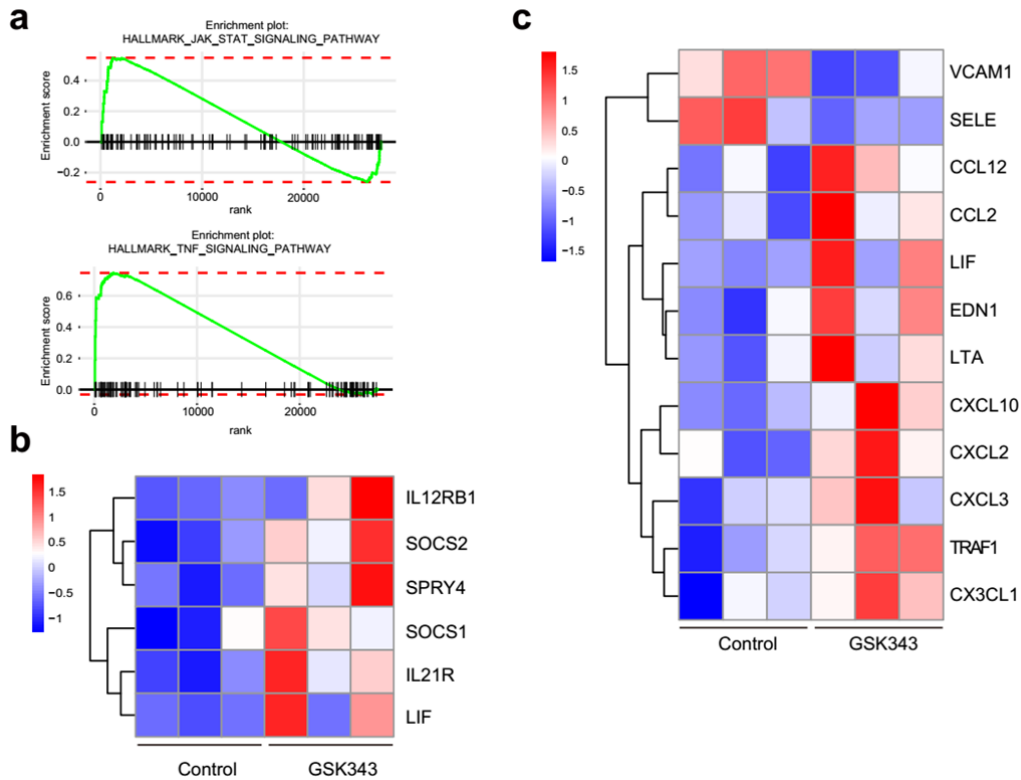 a
Enrichment plot:
HALLMARK_JAK_STAT_SIGNALING_PATHWAY
Enrichment score
0.4
0.2
0.0
−0.2
0
10000
20000
rank
Enrichment plot:
HALLMARK_TNF_SIGNALING_PATHWAY
Enrichment score
0.6
0.4
0.2
0.0
0
10000
20000
rank
b
1.5
1
0.5
0
−0.5
−1
IL12RB1
SOCS2
SPRY4
SOCS1
IL21R
LIF
Control
GSK343
c
1.5
1
0.5
0
−0.5
−1
−1.5
VCAM1
SELE
CCL12
CCL2
LIF
EDN1
LTA
CXCL10
CXCL2
CXCL3
TRAF1
CX3CL1
Control
GSK343